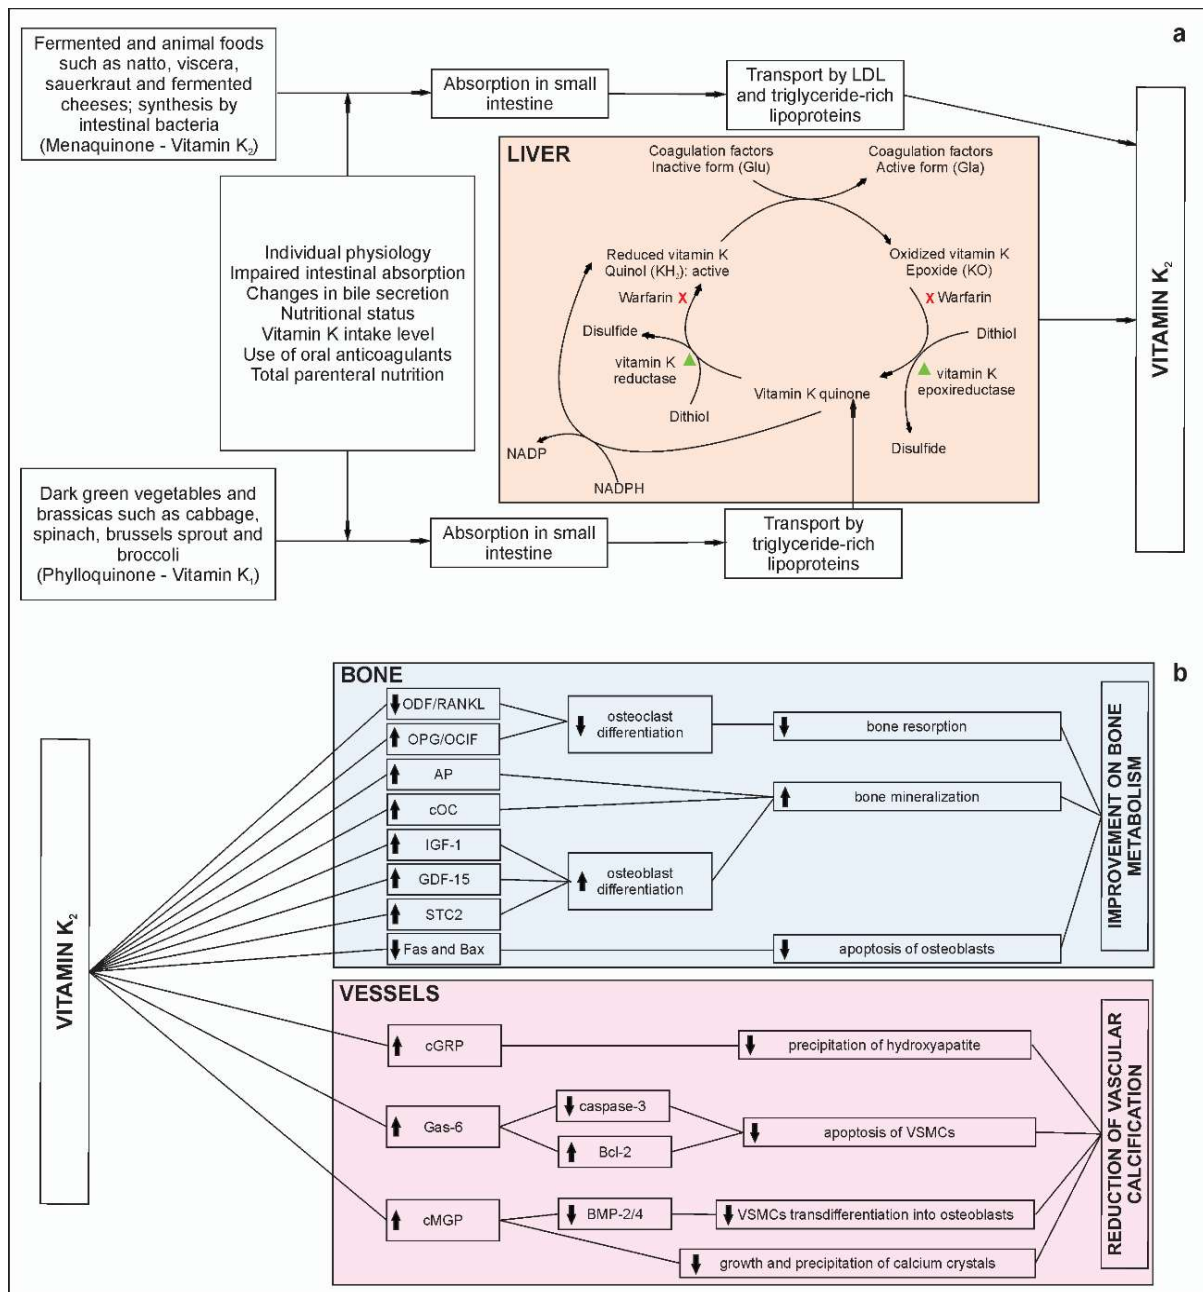 a
Fermented and animal foods
such as natto, viscera,
sauerkraut and fermented
cheeses; synthesis by
intestinal bacteria
(Menaquinone - Vitamin K₂)
Absorption in small
intestine
Transport by LDL
and triglyceride-rich
lipoproteins
VITAMIN K₂
Individual physiology
Impaired intestinal absorption
Changes in bile secretion
Nutritional status
Vitamin K intake level
Use of oral anticoagulants
Total parenteral nutrition
LIVER
Coagulation factors
Inactive form (Glu)
Coagulation factors
Active form (Gla)
Reduced vitamin K
Quinol (KH₂): active
Oxidized vitamin K
Epoxide (KO)
Warfarin X
X Warfarin
Disulfide
Dithiol
vitamin K
reductase
vitamin K
epoxireductase
Vitamin K quinone
Dithiol
Disulfide
NADP
NADPH
Dark green vegetables and
brassicas such as cabbage,
spinach, brussels sprout and
broccoli
(Phylloquinone - Vitamin K₁)
Absorption in small
intestine
Transport by
triglyceride-rich
lipoproteins
b
VITAMIN K₂
BONE
ODF/RANKL
OPG/OCIF
AP
cOC
IGF-1
GDF-15
STC2
Fas and Bax
osteoclast
differentiation
osteoblast
differentiation
bone resorption
bone mineralization
apoptosis of osteoblasts
IMPROVEMENT ON BONE
METABOLISM
VESSELS
cGRP
precipitation of hydroxyapatite
Gas-6
caspase-3
Bcl-2
apoptosis of VSMCs
cMGP
BMP-2/4
VSMCs transdifferentiation into osteoblasts
growth and precipitation of calcium crystals
REDUCTION OF VASCULAR
CALCIFICATION